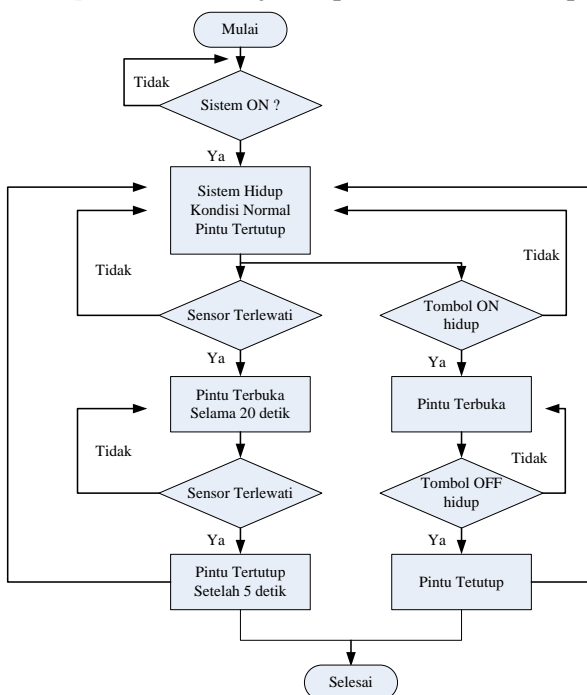 Mulai
Tidak
Sistem ON ?
Ya
Sistem Hidup
Kondisi Normal
Pintu Tertutup
Tidak
Tidak
Sensor Terlewati
Tombol ON
hidup
Ya
Ya
Pintu Terbuka
Selama 20 detik
Pintu Terbuka
Tidak
Tidak
Sensor Terlewati
Tombol OFF
hidup
Ya
Ya
Pintu Tertutup
Setelah 5 detik
Pintu Tetutup
Selesai